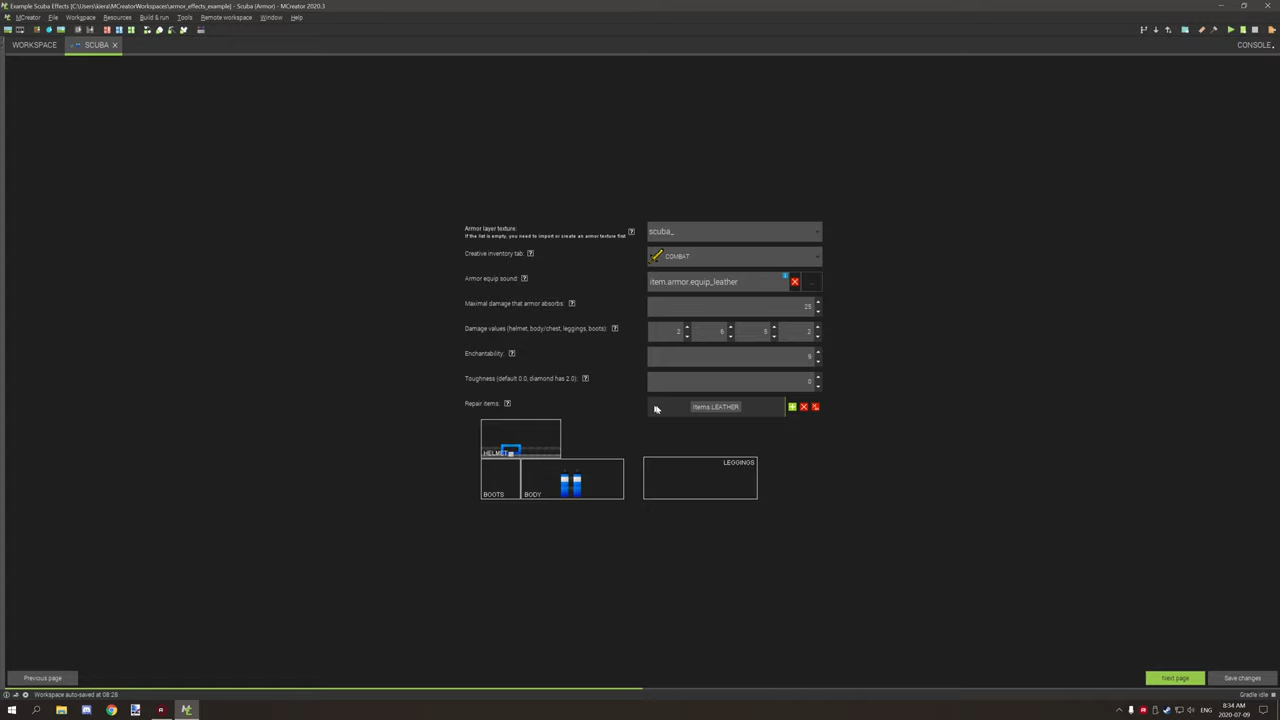 Example Scuba Effects [C:\Users\kiera\MCreatorWorkspaces\armor_effects_example] - Scuba (Armor) - MCreator 2020.3
MCreator File Workspace Resources Build & run Tools Remote workspace Window Help
WORKSPACE SCUBA CONSOLE
Armor layer texture:
If the list is empty, you need to import or create an armor texture first
scuba_
Creative inventory tab:
COMBAT
Armor equip sound:
item.armor.equip_leather
Maximal damage that armor absorbs:
25
Damage values (helmet, body/chest, leggings, boots):
2 6 5 2
Enchantability:
9
Toughness (default 0.0, diamond has 2.0):
0
Repair items:
Items.LEATHER
HELMET
LEGGINGS
BOOTS BODY
Previous page Next page Save changes
Workspace auto-saved at 08:28 Gradle idle
ENG
8:34 AM
2020-07-09